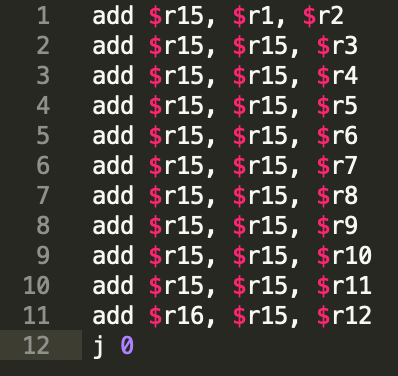 1 add $r15, $r1, $r2
2 add $r15, $r15, $r3
3 add $r15, $r15, $r4
4 add $r15, $r15, $r5
5 add $r15, $r15, $r6
6 add $r15, $r15, $r7
7 add $r15, $r15, $r8
8 add $r15, $r15, $r9
9 add $r15, $r15, $r10
10 add $r15, $r15, $r11
11 add $r16, $r15, $r12
12 j 0